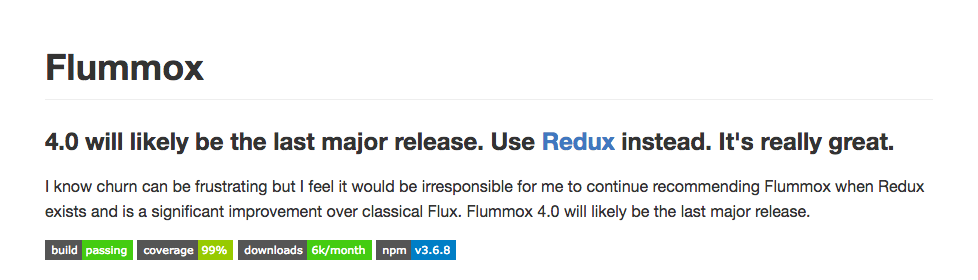 Flummox
4.0 will likely be the last major release. Use Redux instead. It's really great.
I know churn can be frustrating but I feel it would be irresponsible for me to continue recommending Flummox when Redux
exists and is a significant improvement over classical Flux. Flummox 4.0 will likely be the last major release.
build passing coverage 99% downloads 6k/month npm v3.6.8